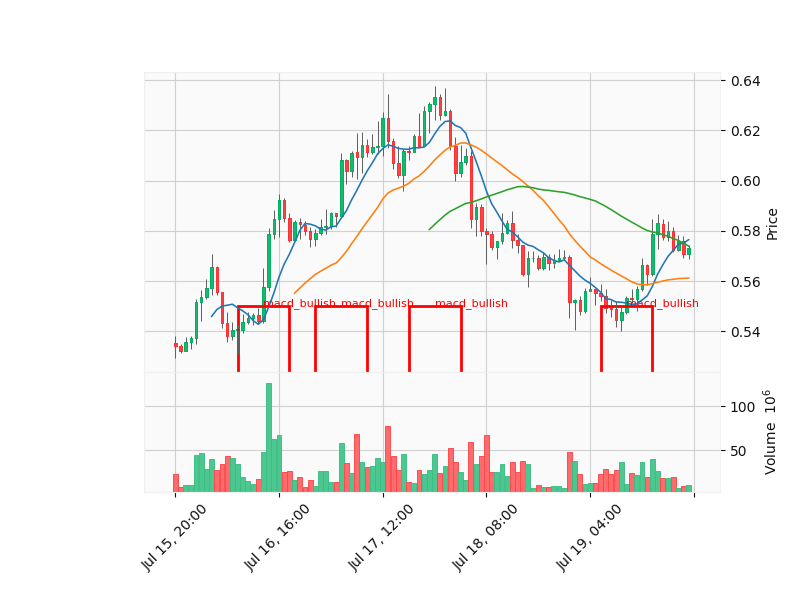 0.64
0.62
0.60
0.58
0.56
0.54
Price
macd_bullish
macd_bullish
macd_bullish
macd_bullish
100
50
Volume 10^6
Jul 15, 20:00
Jul 16, 16:00
Jul 17, 12:00
Jul 18, 08:00
Jul 19, 04:00